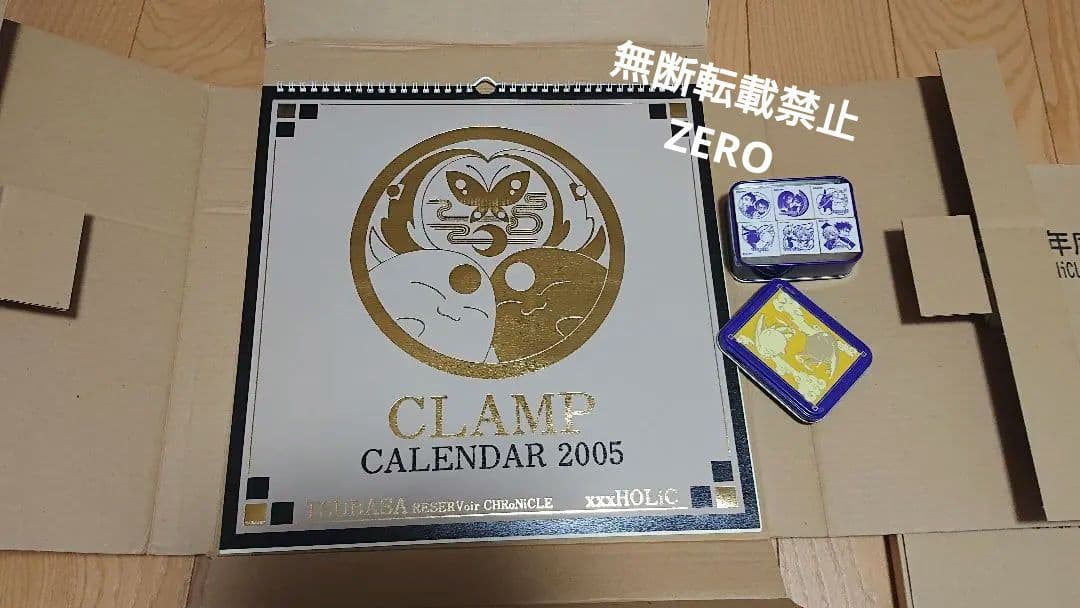 無断転載禁止
ZERO
CLAMP
CALENDAR 2005
TSUBASA RESERVoir CHRoNiCLE xxxHOLiC